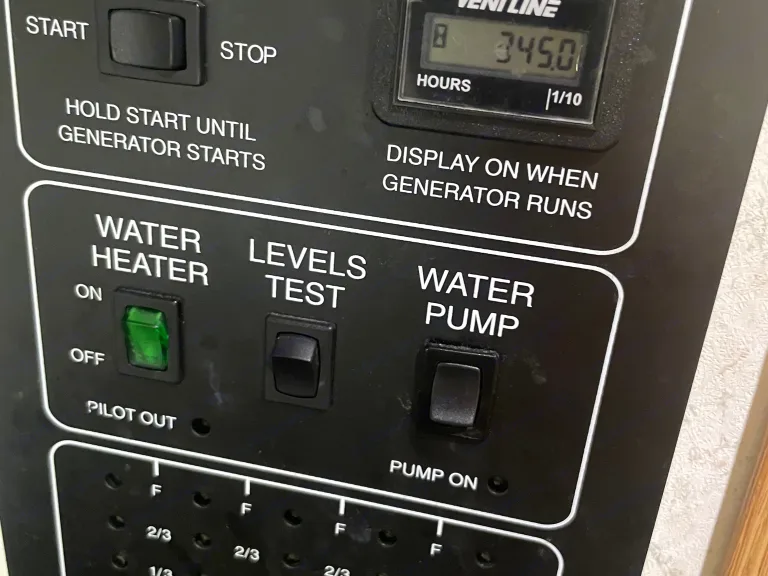 VENTLINE
START
STOP
8 345.0
HOURS
1/10
HOLD START UNTIL
GENERATOR STARTS
DISPLAY ON WHEN
GENERATOR RUNS
WATER
HEATER
LEVELS
TEST
WATER
PUMP
ON
OFF
PILOT OUT
PUMP ON
F F F F
2/3 2/3 2/3
1/3